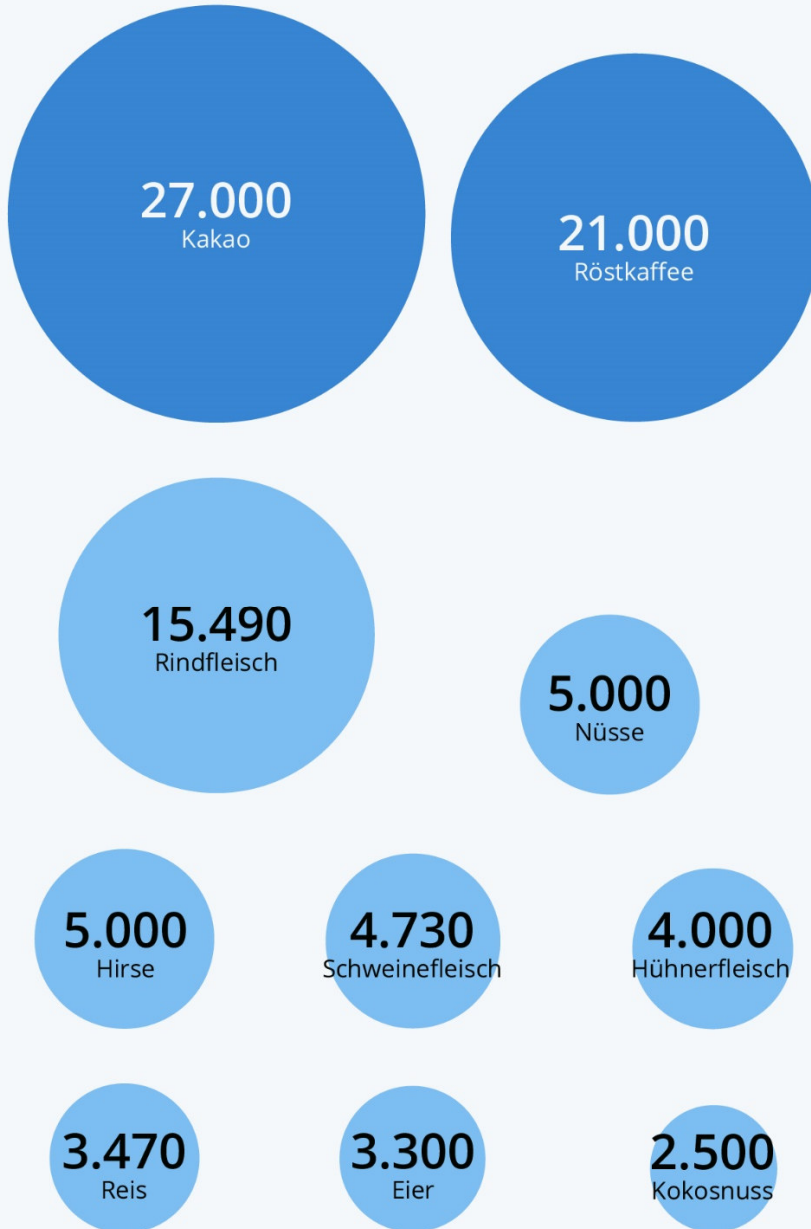 27.000
Kakao
21.000
Röstkaffee
15.490
Rindfleisch
5.000
Nüsse
5.000
Hirse
4.730
Schweinefleisch
4.000
Hühnerfleisch
3.470
Reis
3.300
Eier
2.500
Kokosnuss